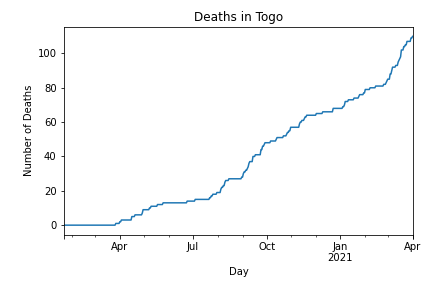 Deaths in Togo
Number of Deaths
100
80
60
40
20
0
Apr
Jul
Oct
Jan
2021
Apr
Day